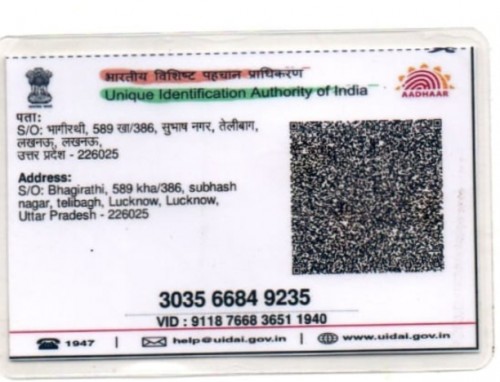 भारतीय विशिष्ट पहचान प्राधिकरण
Unique Identification Authority of India
AADHAAR
पता:
S/O: भागीरथी, 589 खा/386, सुभाष नगर, तेलीबाग,
लखनऊ, लखनऊ,
उत्तर प्रदेश - 226025
Address:
S/O: Bhagirathi, 589 kha/386, subhash
nagar, telibagh, Lucknow, Lucknow,
Uttar Pradesh - 226025
3035 6684 9235
VID : 9118 7668 3651 1940
1947 | help@uidai.gov.in | www.uidai.gov.in